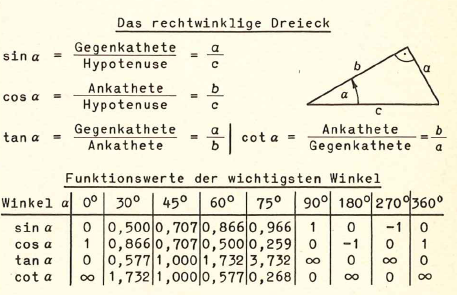 Das rechtwinklige Dreieck
sin α = Gegenkathete / Hypotenuse = a / c
cos α = Ankathete / Hypotenuse = b / c
tan α = Gegenkathete / Ankathete = a / b | cot α = Ankathete / Gegenkathete = b / a
b a α c
Funktionswerte der wichtigsten Winkel
Winkel α 0° 30° 45° 60° 75° 90° 180° 270° 360°
sin α 0 0,500 0,707 0,866 0,966 1 0 -1 0
cos α 1 0,866 0,707 0,500 0,259 0 -1 0 1
tan α 0 0,577 1,000 1,732 3,732 ∞ 0 ∞ 0
cot α ∞ 1,732 1,000 0,577 0,268 0 ∞ 0 ∞